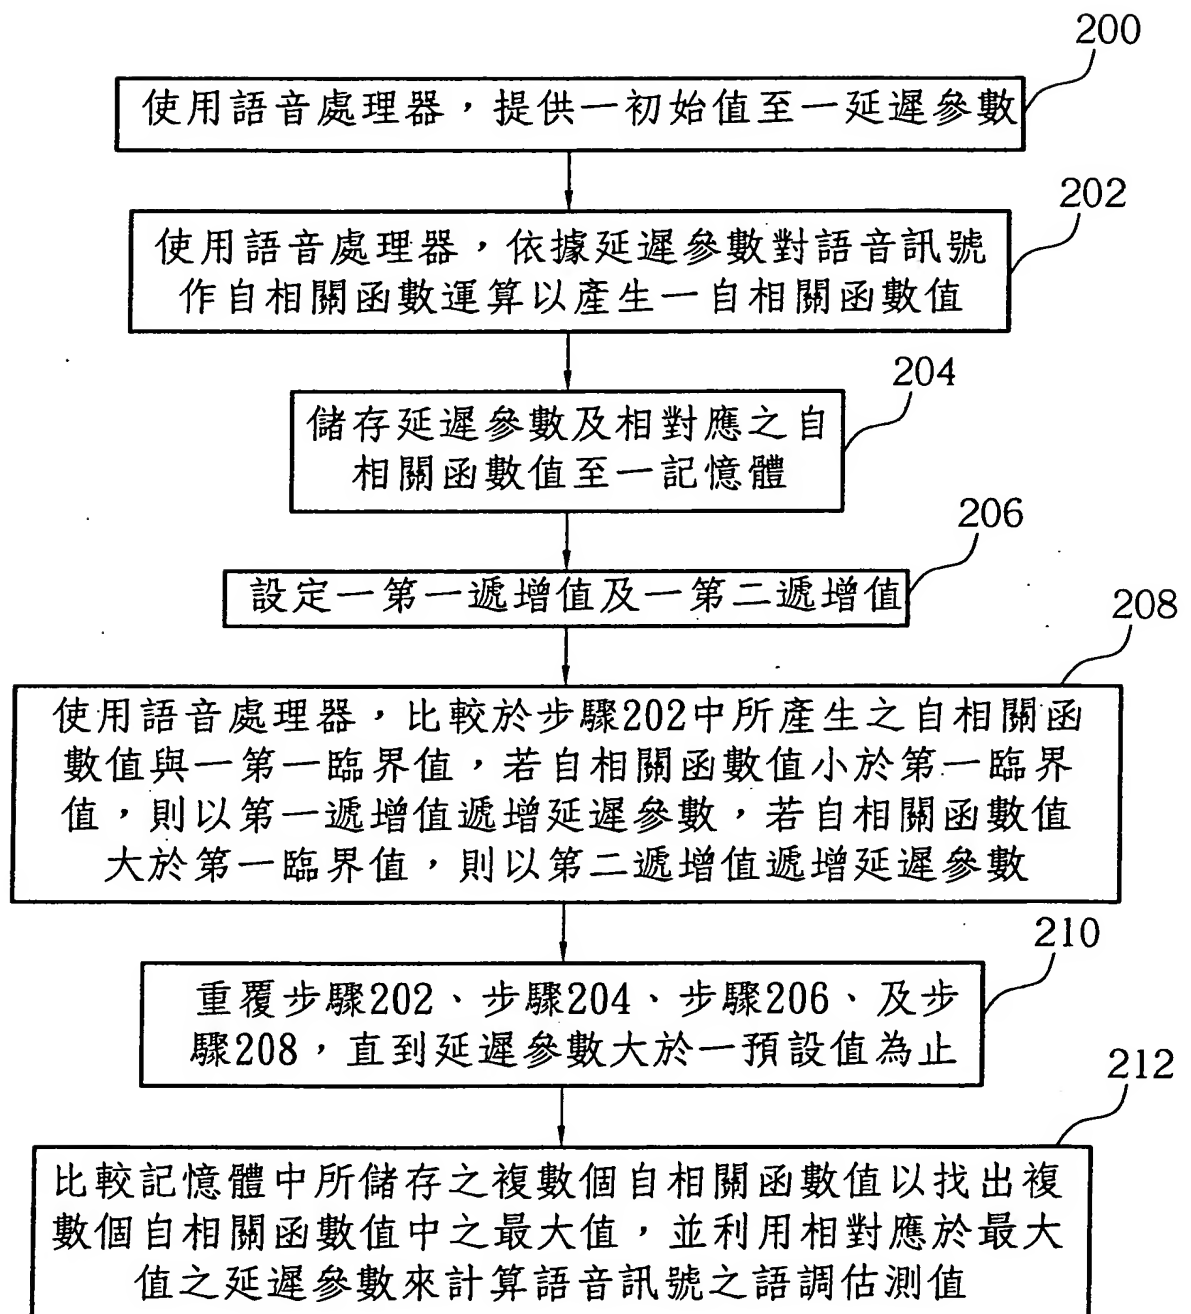 200
使用語音處理器，提供一初始值至一延遲參數
202
使用語音處理器，依據延遲參數對語音訊號
作自相關函數運算以產生一自相關函數值
204
儲存延遲參數及相對應之自
相關函數值至一記憶體
206
設定一第一遞增值及一第二遞增值
208
使用語音處理器，比較於步驟202中所產生之自相關函
數值與一第一臨界值，若自相關函數值小於第一臨界
值，則以第一遞增值遞增延遲參數，若自相關函數值
大於第一臨界值，則以第二遞增值遞增延遲參數
210
重覆步驟202、步驟204、步驟206、及步
驟208，直到延遲參數大於一預設值為止
212
比較記憶體中所儲存之複數個自相關函數值以找出複
數個自相關函數值中之最大值，並利用相對應於最大
值之延遲參數來計算語音訊號之語調估測值